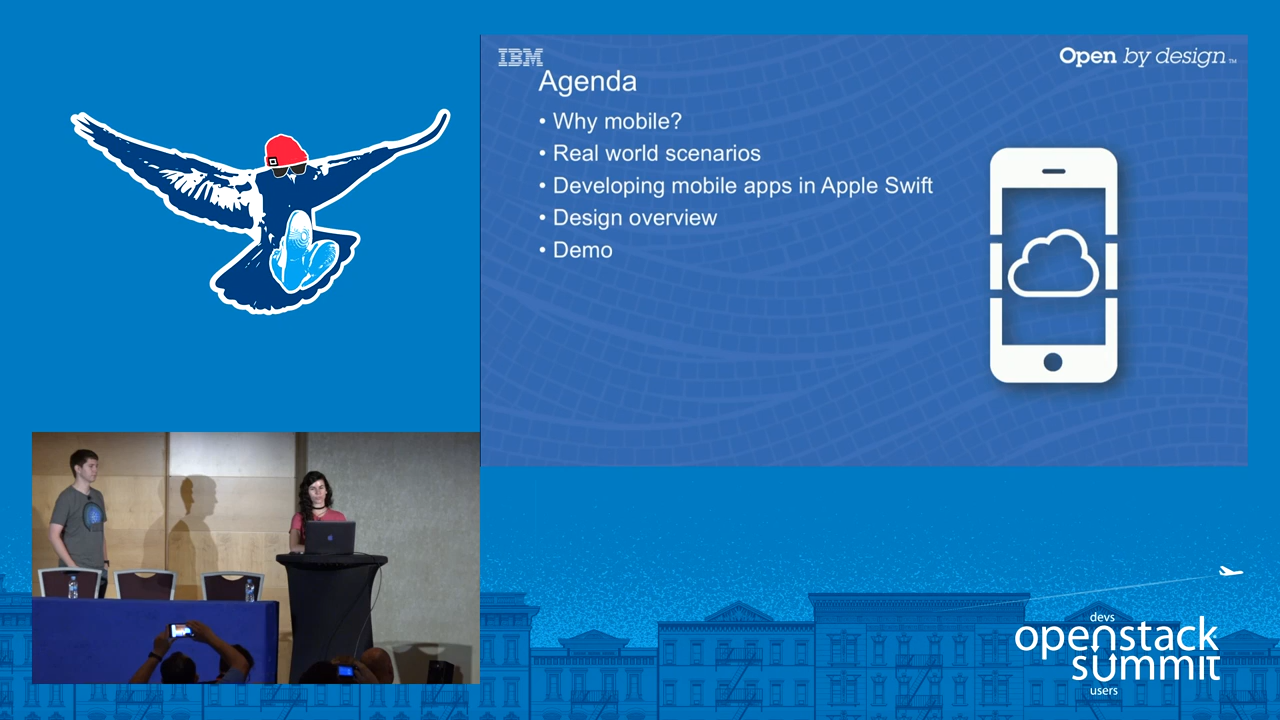 IBM
Open by design™
Agenda
• Why mobile?
• Real world scenarios
• Developing mobile apps in Apple Swift
• Design overview
• Demo
devs
openstack
summit
users